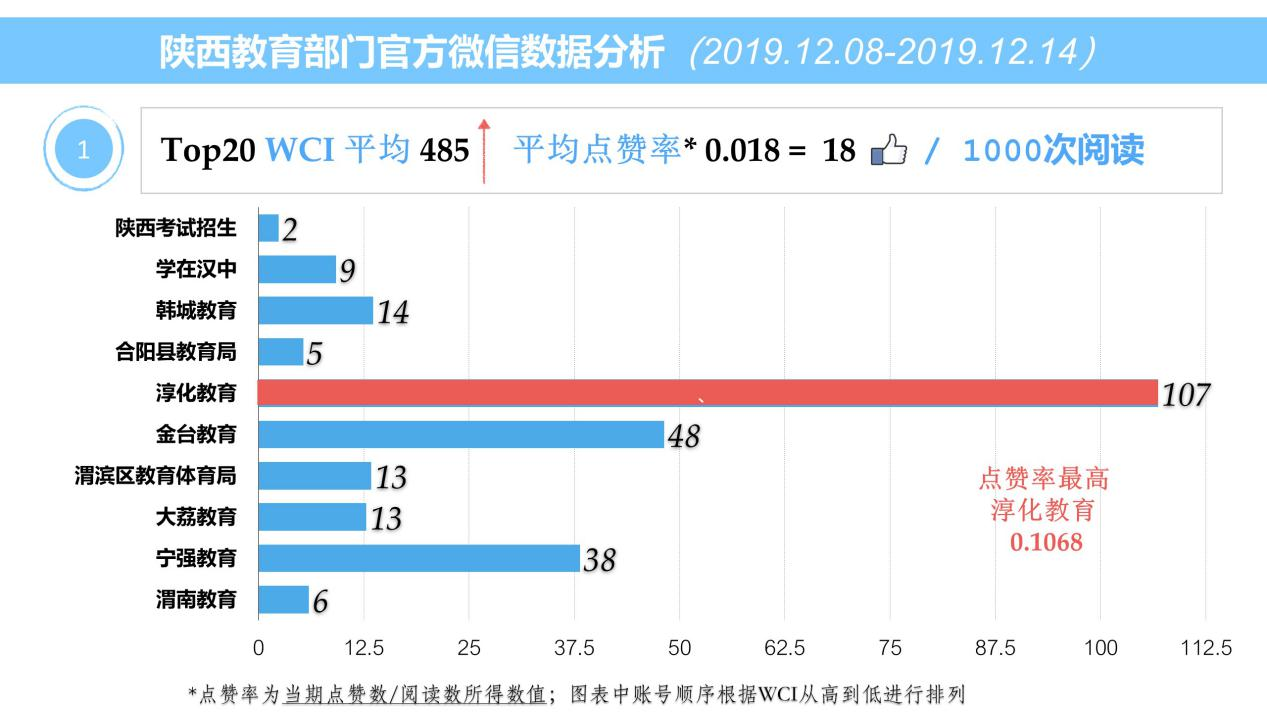 陕西教育部门官方微信数据分析（2019.12.08-2019.12.14）
1
Top20 WCI 平均 485 平均点赞率* 0.018 = 18 / 1000次阅读
陕西考试招生 2
学在汉中 9
韩城教育 14
合阳县教育局 5
淳化教育 、 107
金台教育 48
渭滨区教育体育局 13
大荔教育 13
宁强教育 38
渭南教育 6
点赞率最高
淳化教育
0.1068
0 12.5 25 37.5 50 62.5 75 87.5 100 112.5
*点赞率为当期点赞数/阅读数所得数值；图表中账号顺序根据WCI从高到低进行排列